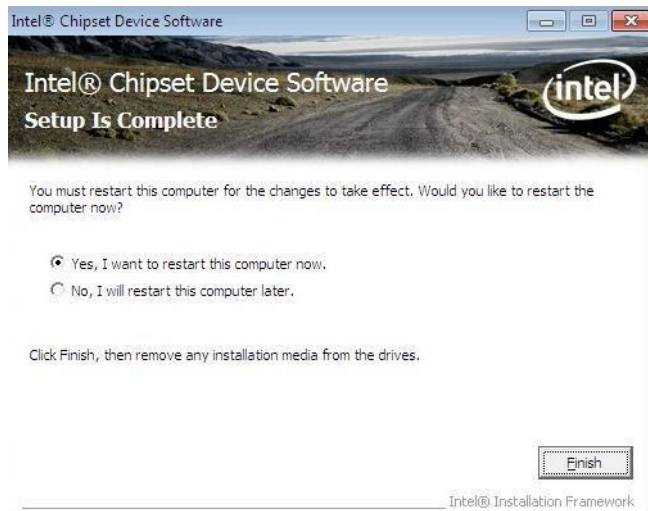 Intel® Chipset Device Software
Intel® Chipset Device Software
intel
Setup Is Complete
You must restart this computer for the changes to take effect. Would you like to restart the
computer now?
Yes, I want to restart this computer now.
No, I will restart this computer later.
Click Finish, then remove any installation media from the drives.
Finish
Intel® Installation Framework